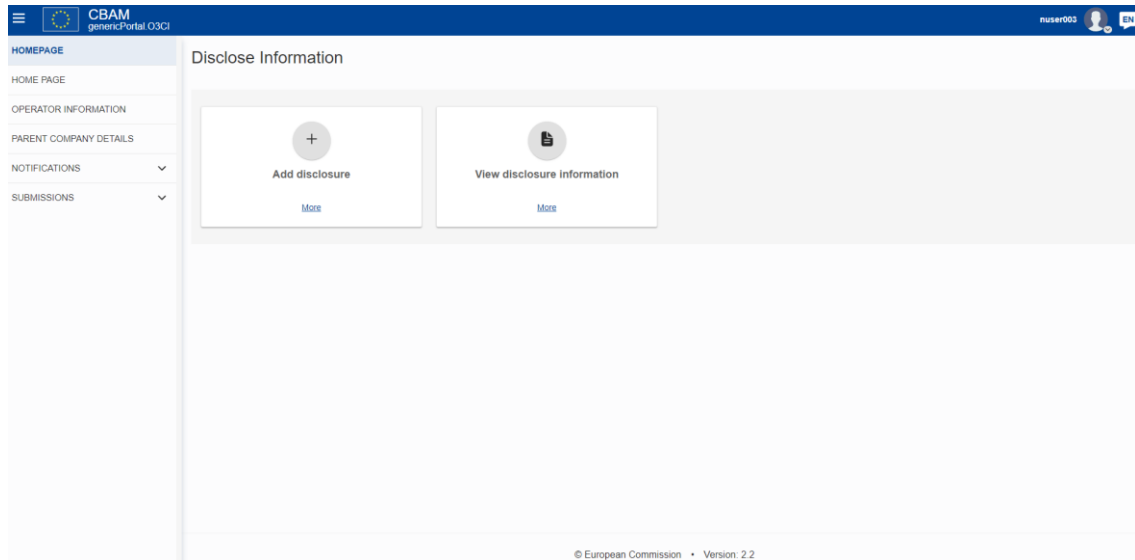 CBAM
genericPortal.O3CI
nuser003
EN
HOMEPAGE
HOME PAGE
OPERATOR INFORMATION
PARENT COMPANY DETAILS
NOTIFICATIONS
SUBMISSIONS
Disclose Information
Add disclosure
More
View disclosure information
More
© European Commission • Version: 2.2